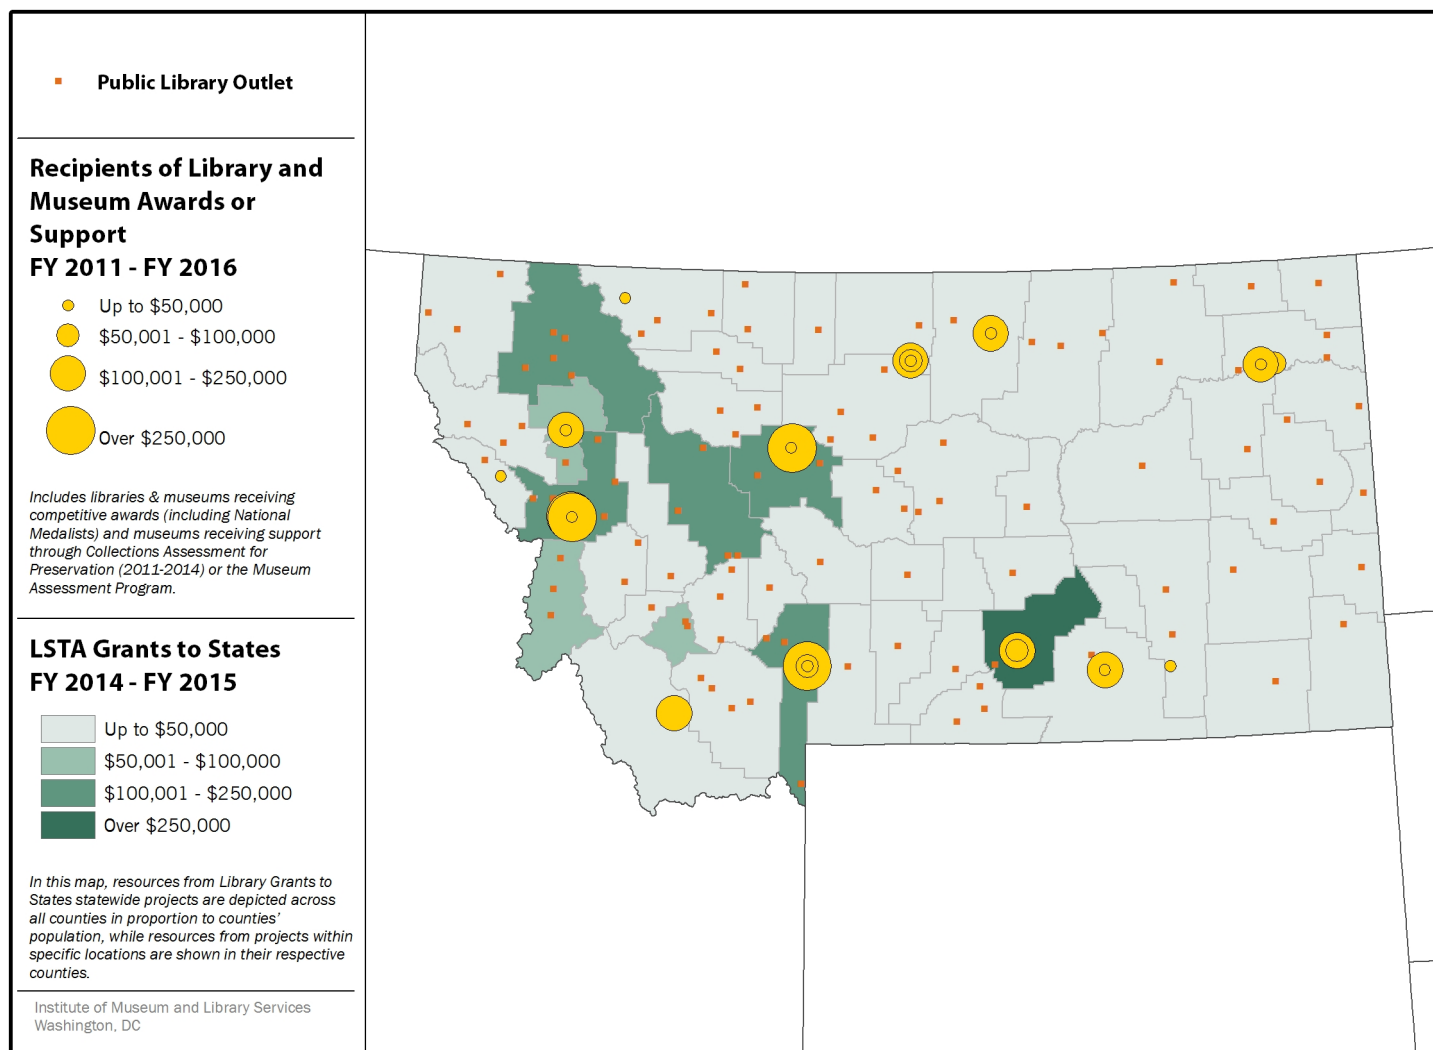 Public Library Outlet
Recipients of Library and
Museum Awards or
Support
FY 2011 - FY 2016
Up to $50,000
$50,001 - $100,000
$100,001 - $250,000
Over $250,000
Includes libraries & museums receiving
competitive awards (including National
Medalists) and museums receiving support
through Collections Assessment for
Preservation (2011-2014) or the Museum
Assessment Program.
LSTA Grants to States
FY 2014 - FY 2015
Up to $50,000
$50,001 - $100,000
$100,001 - $250,000
Over $250,000
In this map, resources from Library Grants to
States statewide projects are depicted across
all counties in proportion to counties'
population, while resources from projects within
specific locations are shown in their respective
counties.
Institute of Museum and Library Services
Washington, DC